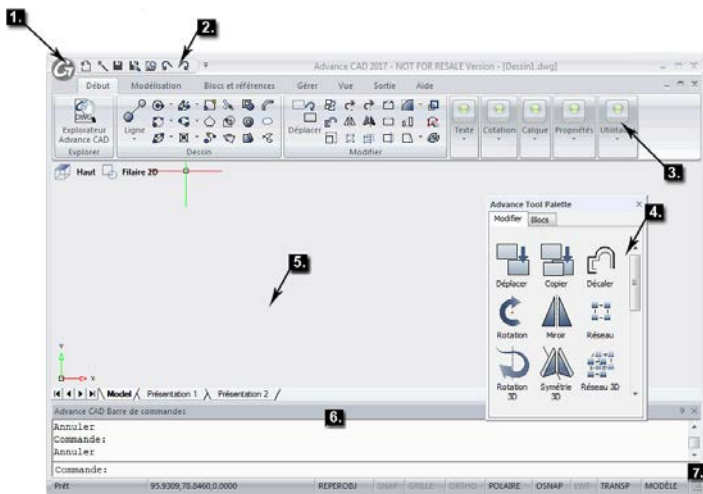 1.
2.
Advance CAD 2017 - NOT FOR RESALE Version - [Dessin1.dwg]
Début Modélisation Blocs et références Gérer Vue Sortie Aide
DWG
Explorateur
Advance CAD
Ligne
Déplacer
Texte Cotation Calque Propriétés Utilitaire
Explorer Dessin Modifier
3.
Haut Filaire 2D
Advance Tool Palette
4.
Modifier Blocs
5.
Déplacer Copier Décaler
Rotation Miroir Réseau
Rotation 3D Symétrie 3D Réseau 3D
Y
X
Model Présentation 1 Présentation 2
Advance CAD Barre de commandes
6.
Annuler
Commande:
Annuler
Commande:
7.
Prêt 95.9309,78.8460,0.0000 REPEROBJ SNAP GRILLE ORTHO POLAIRE OSNAP LWT TRANSP MODÈLE